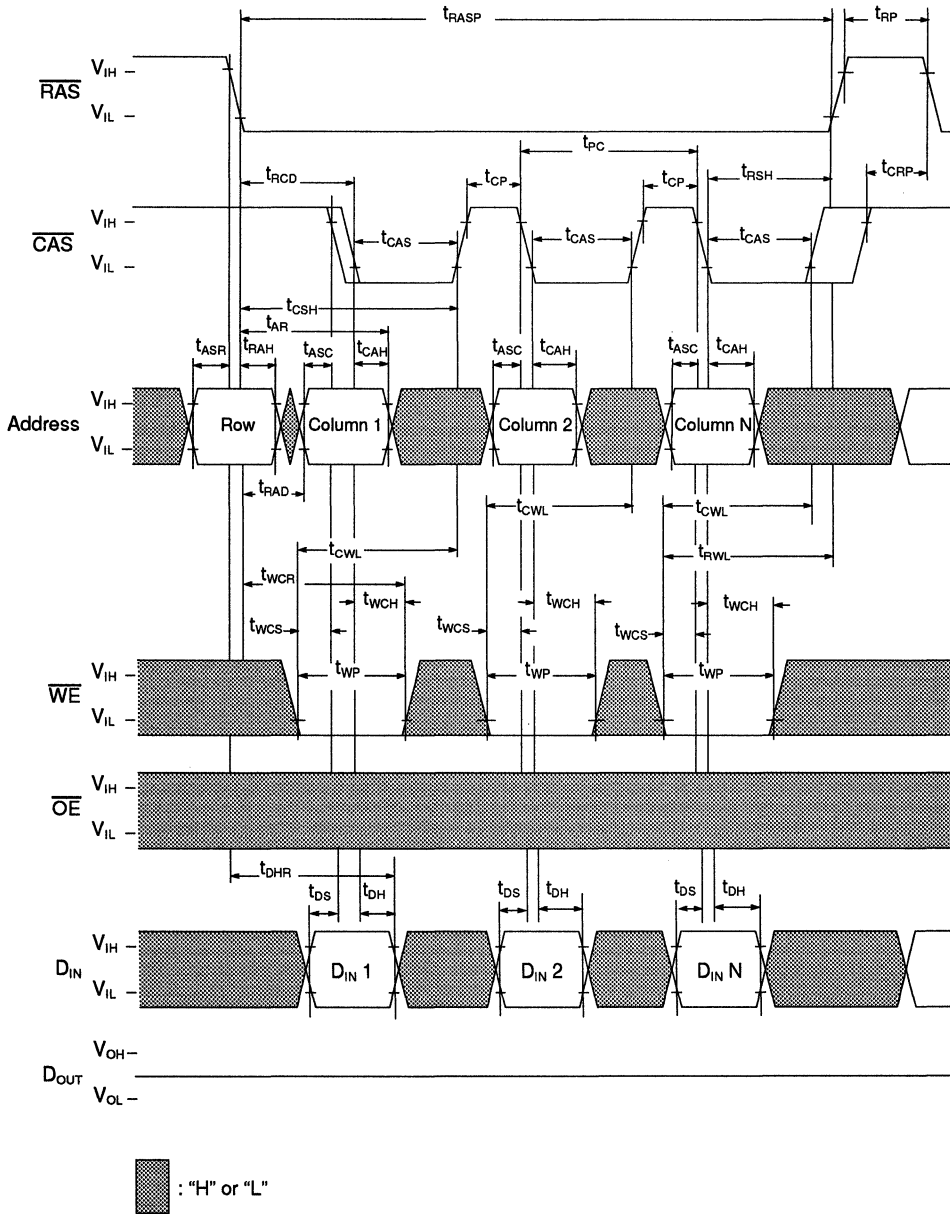 tRASP tRP
RAS VIH
VIL
tPC
tRCD tCP tCP tRSH tCRP
CAS VIH
VIL
tCAS tCAS tCAS
tCSH
tAR
tASR tRAH tASC tCAH tASC tCAH tASC tCAH
Address VIH
VIL
Row Column 1 Column 2 Column N
tRAD
tCWL tCWL tCWL
tRWL
tWCR
tWCH tWCH tWCH
tWCS tWCS tWCS
tWP tWP tWP
WE VIH
VIL
OE VIH
VIL
tDHR
tDS tDH tDS tDH tDS tDH
DIN VIH
VIL
DIN 1 DIN 2 DIN N
DOUT VOH
VOL
: “H” or “L”